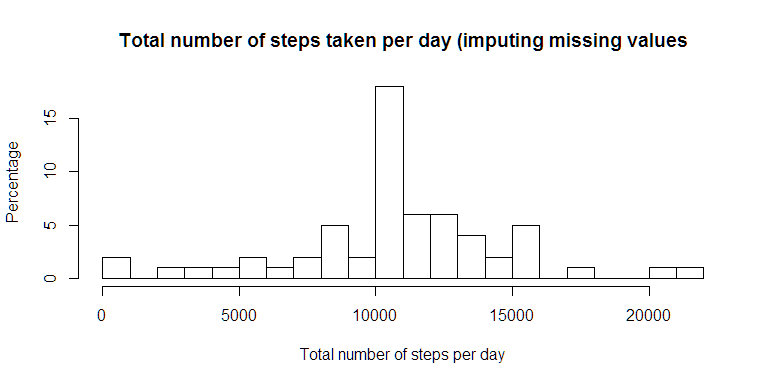 Total number of steps taken per day (imputing missing values
Percentage
15
10
5
0
0 5000 10000 15000 20000
Total number of steps per day